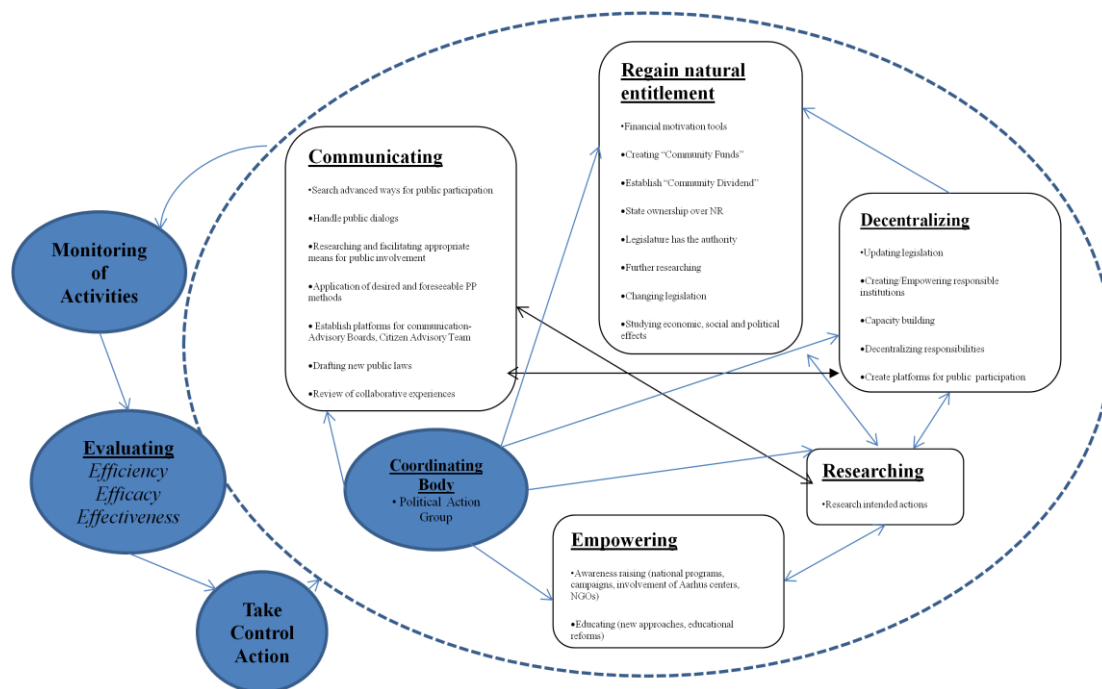 Regain natural
entitlement
•Financial motivation tools
•Creating “Community Funds”
•Establish “Community Dividend”
•State ownership over NR
•Legislature has the authority
•Further researching
•Changing legislation
•Studying economic, social and political
effects
Communicating
•Search advanced ways for public participation
•Handle public dialogs
•Researching and facilitating appropriate
means for public involvement
•Application of desired and foreseeable PP
methods
• Establish platforms for communication-
Advisory Boards, Citizen Advisory Team
•Drafting new public laws
•Review of collaborative experiences
Decentralizing
•Updating legislation
•Creating/Empowering responsible
institutions
•Capacity building
•Decentralizing responsibilities
•Create platforms for public participation
Monitoring
of
Activities
Evaluating
Efficiency
Efficacy
Effectiveness
Take
Control
Action
Coordinating
Body
• Political Action
Group
Researching
•Research intended actions
Empowering
•Awareness raising (national programs,
campaigns, involvement of Aarhus centers,
NGOs)
•Educating (new approaches, educational
reforms)